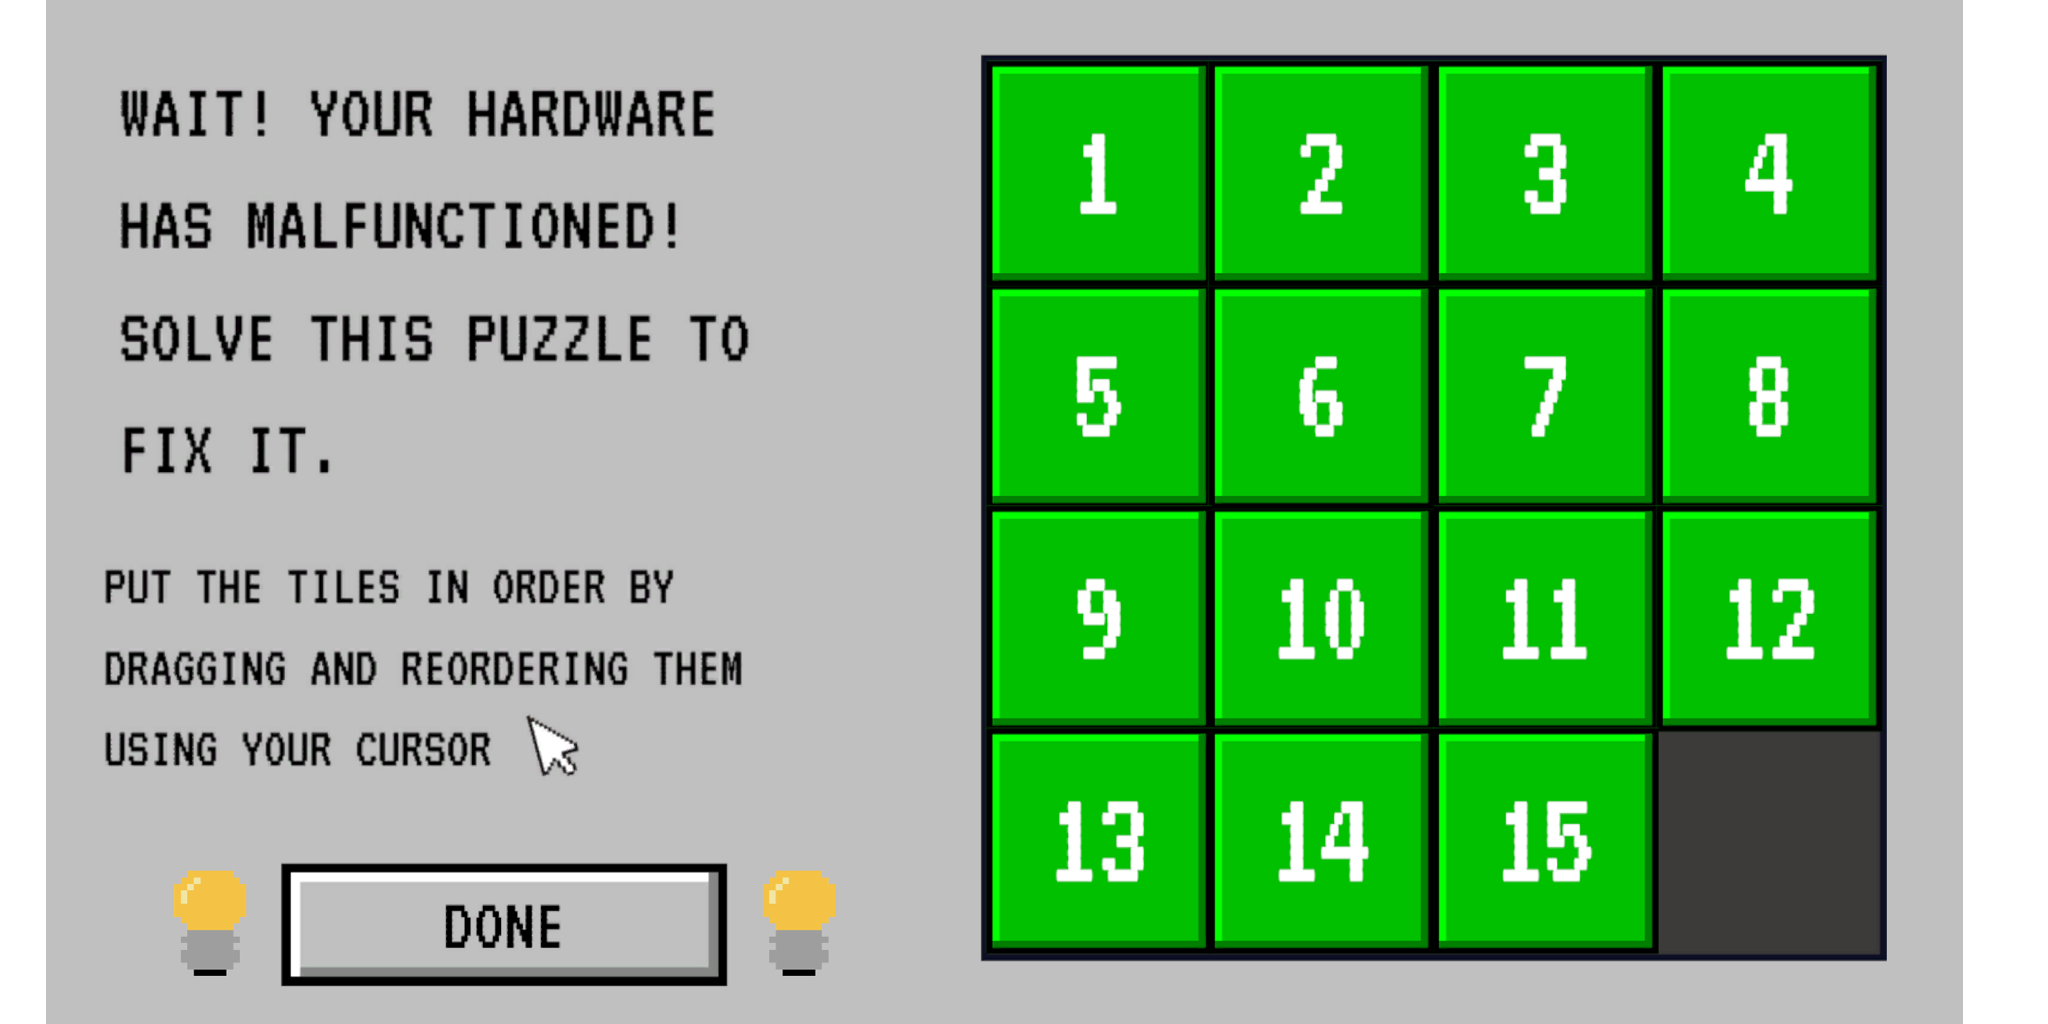 WAIT! YOUR HARDWARE
HAS MALFUNCTIONED!
SOLVE THIS PUZZLE TO
FIX IT.
PUT THE TILES IN ORDER BY
DRAGGING AND REORDERING THEM
USING YOUR CURSOR
DONE
1 2 3 4
5 6 7 8
9 10 11 12
13 14 15